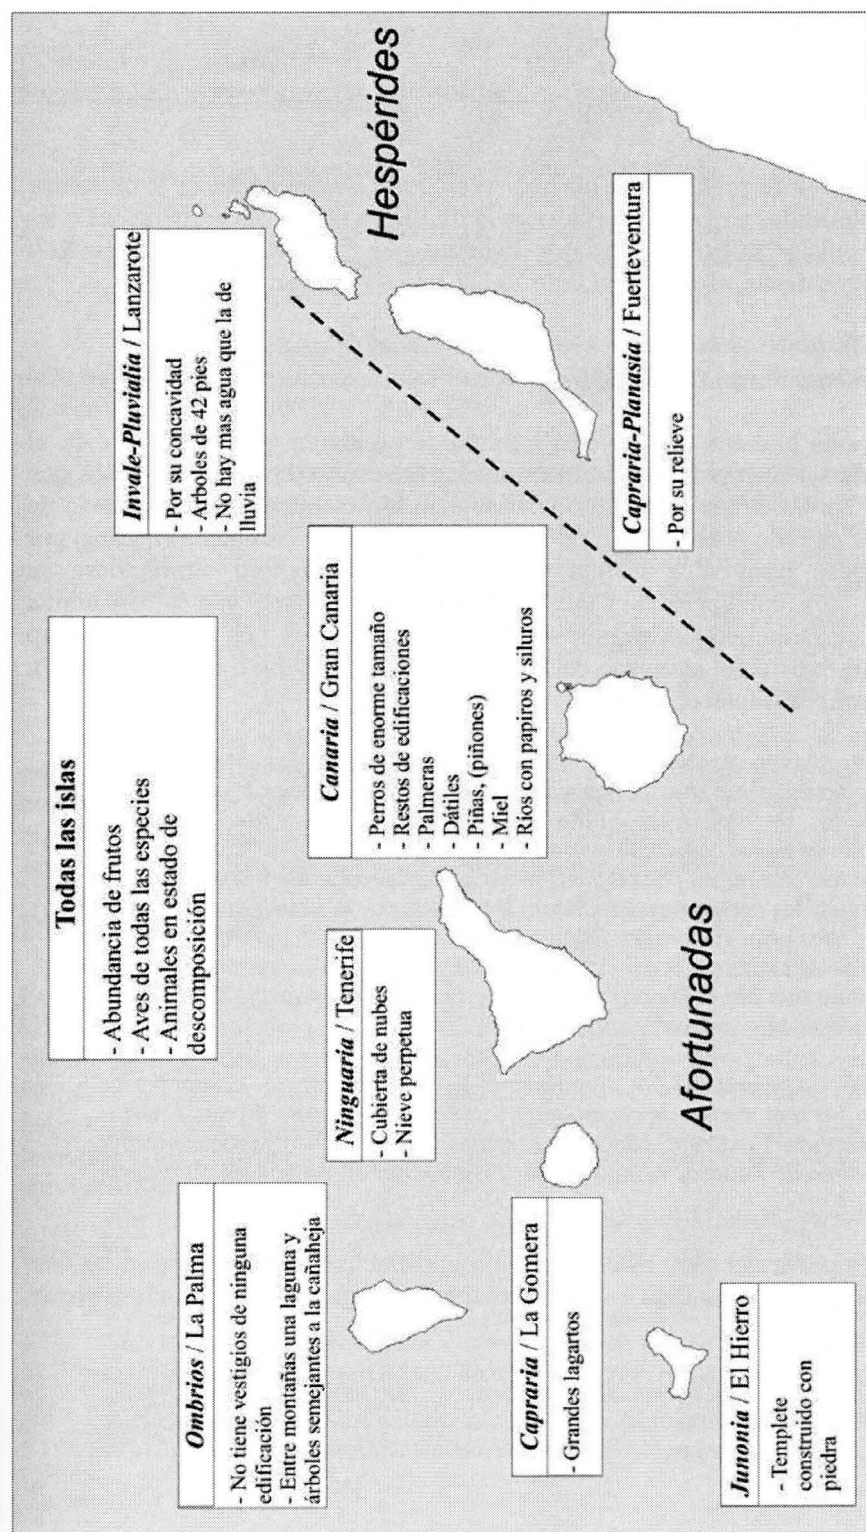 Todas las islas
- Abundancia de frutos
- Aves de todas las especies
- Animales en estado de
descomposición
Ombrios / La Palma
- No tiene vestigios de ninguna
edificación
- Entre montañas una laguna y
árboles semejantes a la cañaheja
Ninguaria / Tenerife
- Cubierta de nubes
- Nieve perpetua
Canaria / Gran Canaria
- Perros de enorme tamaño
- Restos de edificaciones
- Palmeras
- Dátiles
- Piñas, (piñones)
- Miel
- Rios con papiros y siluros
Invale-Pluvialia / Lanzarote
- Por su concavidad
- Arboles de 42 pies
- No hay mas agua que la de
lluvia
Hespérides
Capraria / La Gomera
- Grandes lagartos
Afortunadas
Capraria-Planasia / Fuerteventura
- Por su relieve
Junonia / El Hierro
- Templete
construido con
piedra